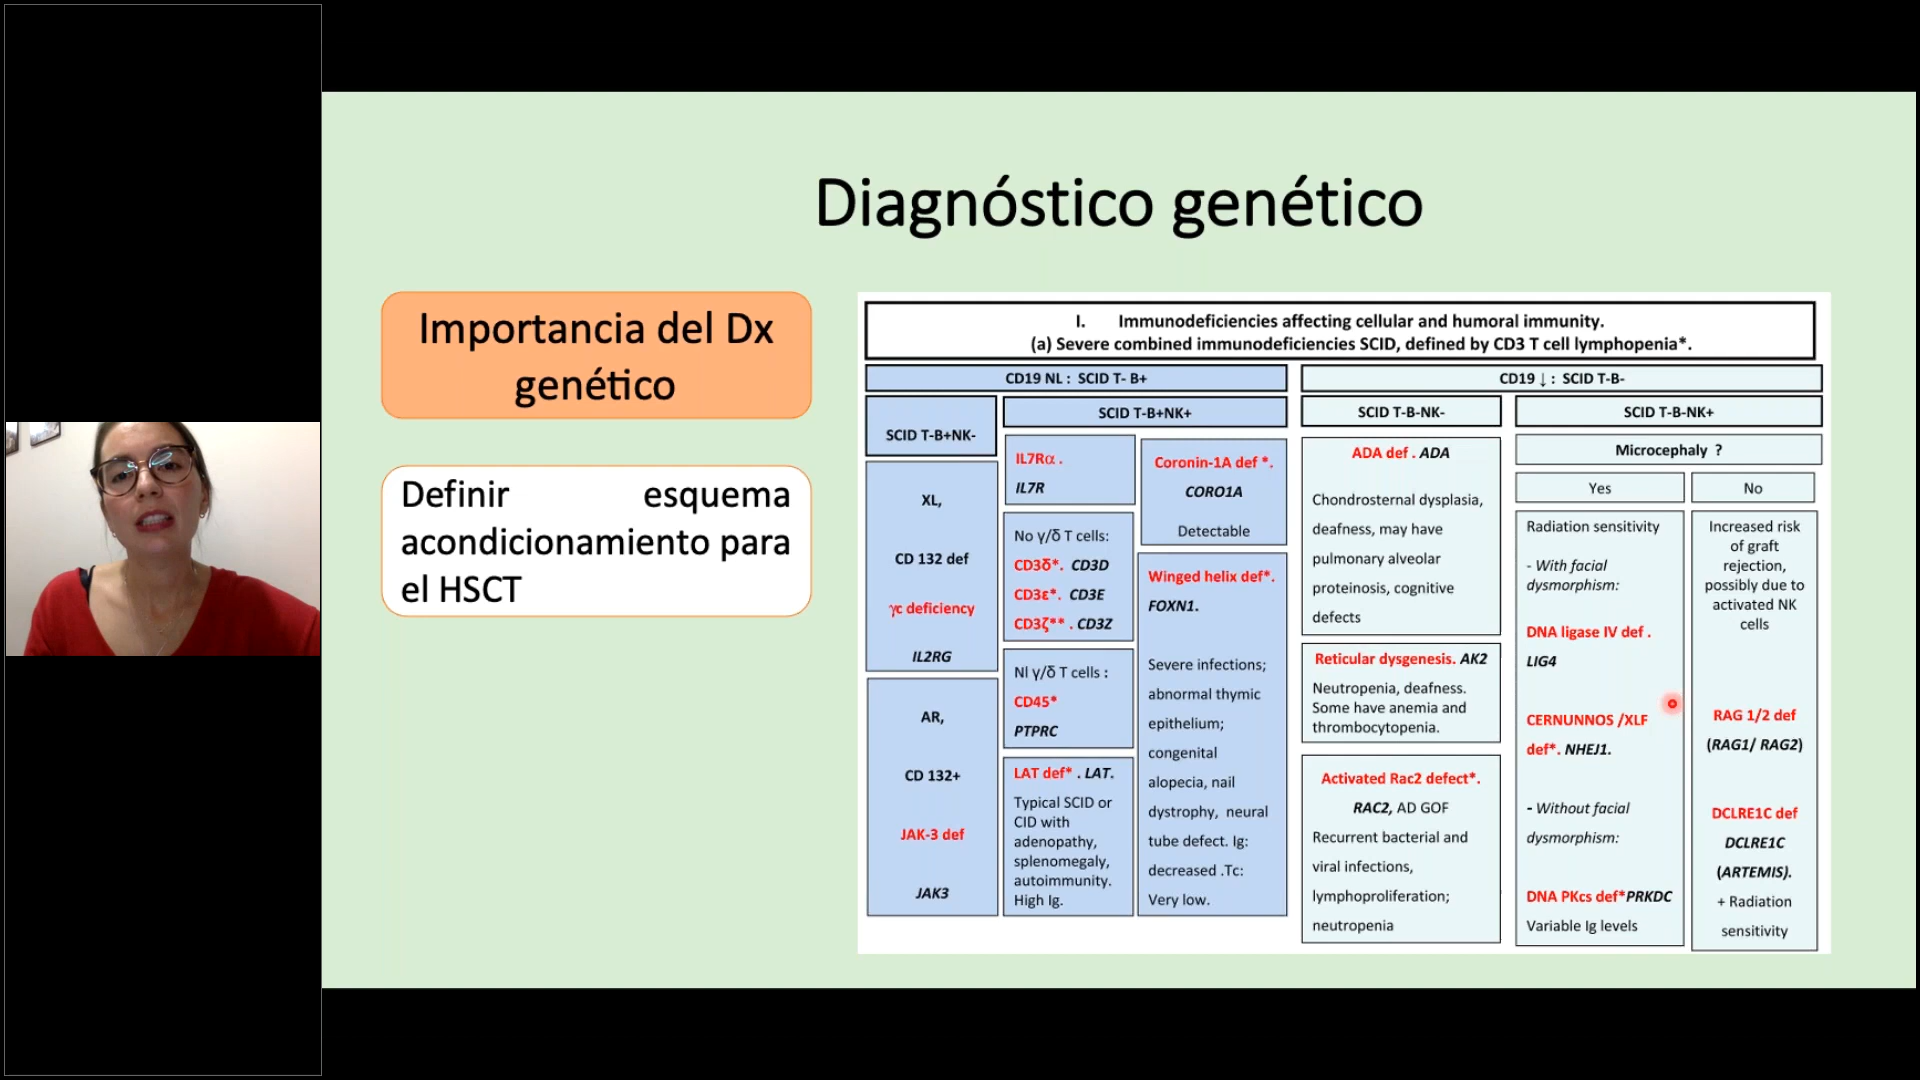 Diagnóstico genético
Importancia del Dx
genético
Definir esquema
acondicionamiento para
el HSCT
I. Immunodeficiencies affecting cellular and humoral immunity.
(a) Severe combined immunodeficiencies SCID, defined by CD3 T cell lymphopenia*.
CD19 NL : SCID T- B+
SCID T-B+NK-
XL,
CD 132 def
γc deficiency
IL2RG
AR,
CD 132+
JAK-3 def
JAK3
SCID T-B+NK+
IL7Rα .
IL7R
No γ/δ T cells:
CD3δ*. CD3D
CD3ε*. CD3E
CD3ζ** . CD3Z
Nl γ/δ T cells :
CD45*
PTPRC
LAT def* . LAT.
Typical SCID or
CID with
adenopathy,
splenomegaly,
autoimmunity.
High Ig.
Coronin-1A def *.
CORO1A
Detectable
Winged helix def*.
FOXN1.
Severe infections;
abnormal thymic
epithelium;
congenital
alopecia, nail
dystrophy, neural
tube defect. Ig:
decreased .Tc:
Very low.
CD19 ↓ : SCID T-B-
SCID T-B-NK-
ADA def . ADA
Chondrosternal dysplasia,
deafness, may have
pulmonary alveolar
proteinosis, cognitive
defects
Reticular dysgenesis. AK2
Neutropenia, deafness.
Some have anemia and
thrombocytopenia.
Activated Rac2 defect*.
RAC2, AD GOF
Recurrent bacterial and
viral infections,
lymphoproliferation;
neutropenia
SCID T-B-NK+
Microcephaly ?
Yes
Radiation sensitivity
- With facial
dysmorphism:
DNA ligase IV def .
LIG4
CERNUNNOS /XLF
def*. NHEJ1.
- Without facial
dysmorphism:
DNA PKcs def*PRKDC
Variable Ig levels
No
Increased risk
of graft
rejection,
possibly due to
activated NK
cells
RAG 1/2 def
(RAG1/ RAG2)
DCLRE1C def
DCLRE1C
(ARTEMIS).
+ Radiation
sensitivity